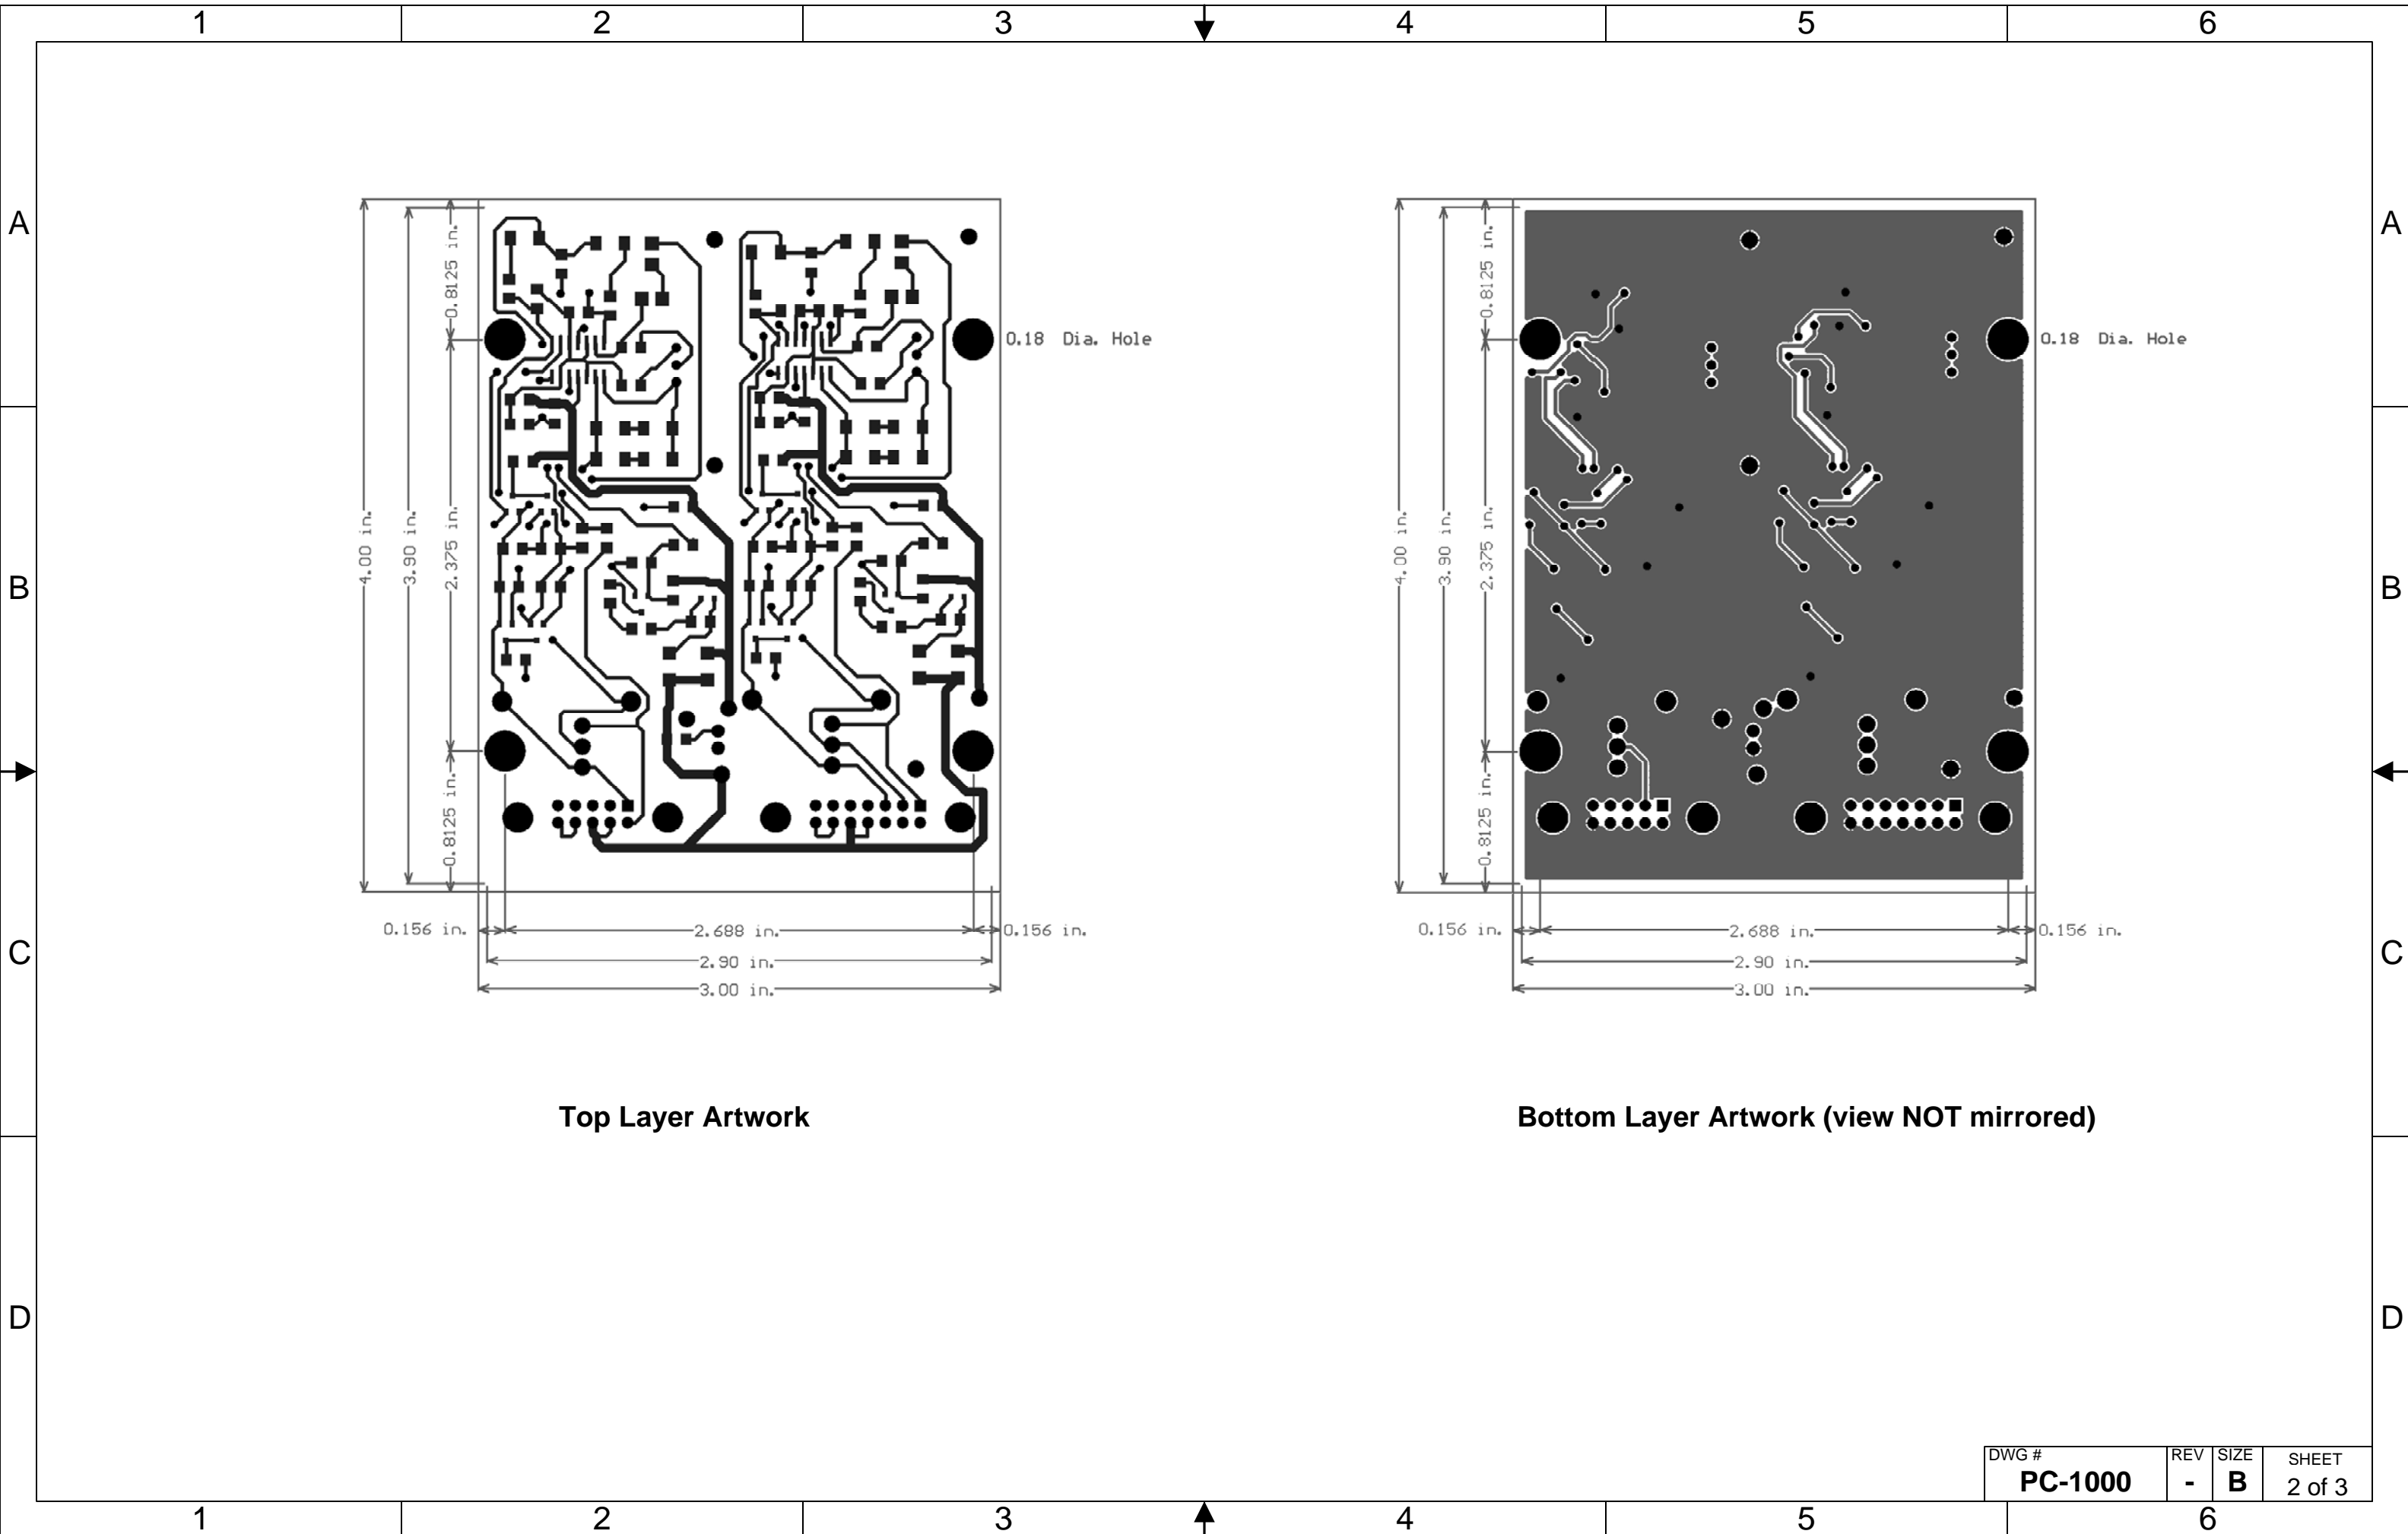 1 2 3 4 5 6
A A
0.8125 in. 0.8125 in.
0.18 Dia. Hole 0.18 Dia. Hole
4.00 in. 3.90 in. 2.375 in. 4.00 in. 3.90 in. 2.375 in.
B B
0.8125 in. 0.8125 in.
0.156 in. 2.688 in. 0.156 in. 0.156 in. 2.688 in. 0.156 in.
C C
2.90 in. 2.90 in.
3.00 in. 3.00 in.
Top Layer Artwork
Bottom Layer Artwork (view NOT mirrored)
D D
DWG # REV SIZE SHEET
PC-1000 - B 2 of 3
1 2 3 4 5 6